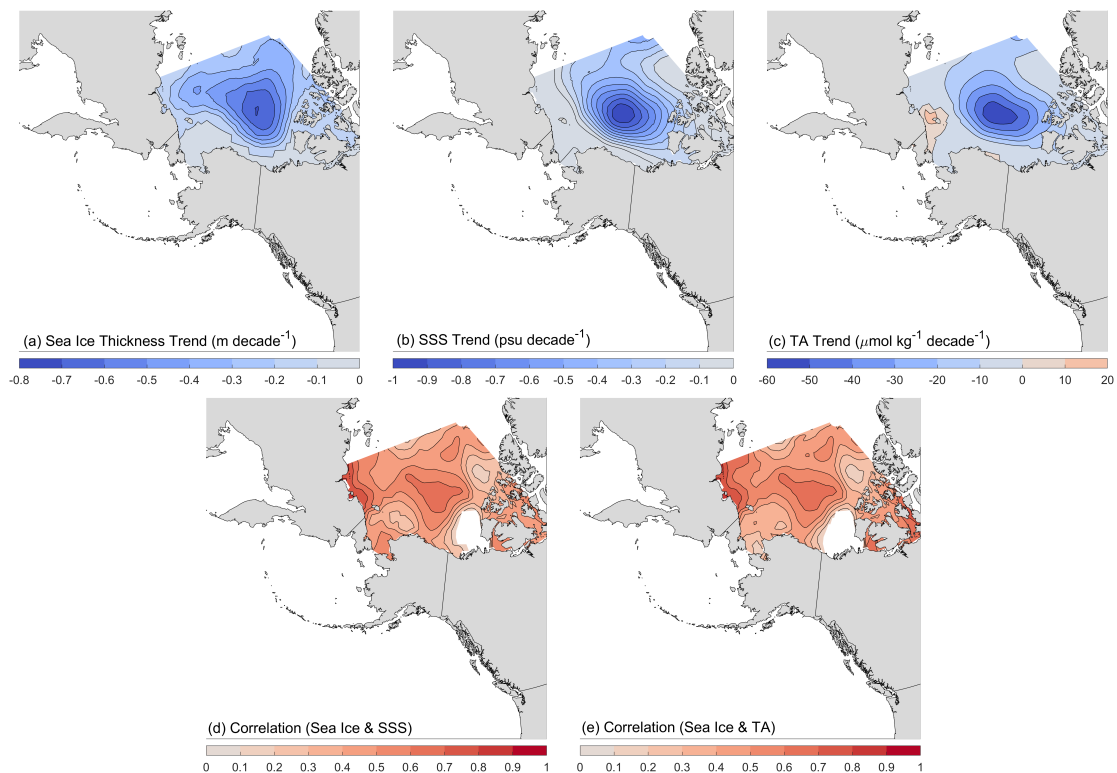 (a) Sea Ice Thickness Trend (m decade⁻¹)
-0.8 -0.7 -0.6 -0.5 -0.4 -0.3 -0.2 -0.1 0
(b) SSS Trend (psu decade⁻¹)
-1 -0.9 -0.8 -0.7 -0.6 -0.5 -0.4 -0.3 -0.2 -0.1 0
(c) TA Trend (μmol kg⁻¹ decade⁻¹)
-60 -50 -40 -30 -20 -10 0 10 20
(d) Correlation (Sea Ice & SSS)
0 0.1 0.2 0.3 0.4 0.5 0.6 0.7 0.8 0.9 1
(e) Correlation (Sea Ice & TA)
0 0.1 0.2 0.3 0.4 0.5 0.6 0.7 0.8 0.9 1